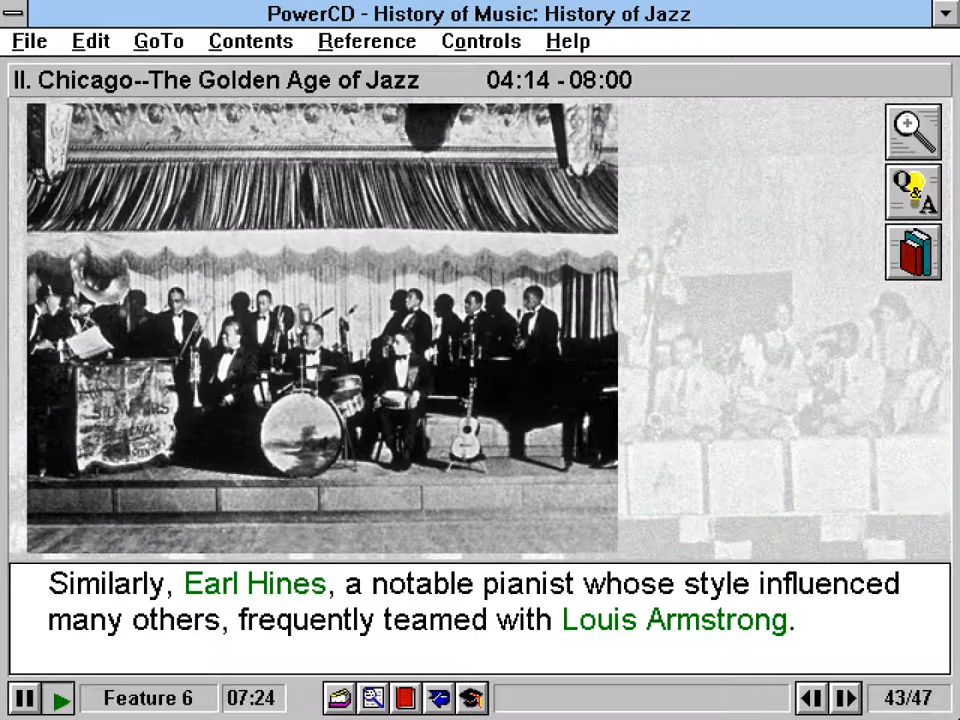 PowerCD - History of Music: History of Jazz
File Edit GoTo Contents Reference Controls Help
II. Chicago--The Golden Age of Jazz 04:14 - 08:00
Q & A
Similarly, Earl Hines, a notable pianist whose style influenced
many others, frequently teamed with Louis Armstrong.
Feature 6 07:24 43/47